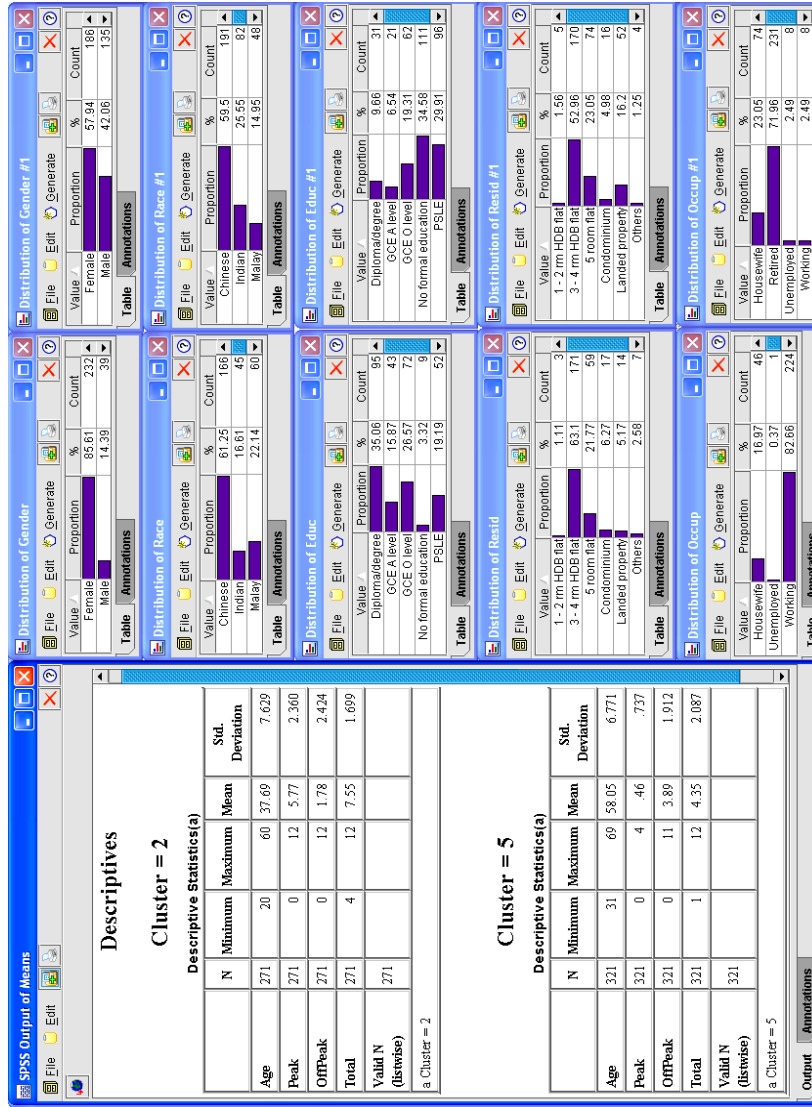 SPSS Output of Means
File Edit
Descriptives
Cluster = 2
Descriptive Statistics(a)
N Minimum Maximum Mean Std. Deviation
Age 271 20 60 37.69 7.629
Peak 271 0 12 5.77 2.360
OffPeak 271 0 12 1.78 2.424
Total 271 4 12 7.55 1.699
Valid N (listwise) 271
a Cluster = 2
Cluster = 5
Descriptive Statistics(a)
N Minimum Maximum Mean Std. Deviation
Age 321 31 69 58.05 6.771
Peak 321 0 4 .46 .737
OffPeak 321 0 11 3.89 1.912
Total 321 1 12 4.35 2.087
Valid N (listwise) 321
a Cluster = 5
Output Annotations
Distribution of Gender
File Edit Generate
Value Proportion % Count
Female 85.61 232
Male 14.39 39
Table Annotations
Distribution of Race
File Edit Generate
Value Proportion % Count
Chinese 61.25 166
Indian 16.61 45
Malay 22.14 60
Table Annotations
Distribution of Educ
File Edit Generate
Value Proportion % Count
Diploma/degree 35.06 95
GCE A level 15.87 43
GCE O level 26.57 72
No formal education 3.32 9
PSLE 19.19 52
Table Annotations
Distribution of Resid
File Edit Generate
Value Proportion % Count
1 - 2 rm HDB flat 1.11 3
3 - 4 rm HDB flat 63.1 171
5 room flat 21.77 59
Condominium 6.27 17
Landed property 5.17 14
Others 2.58 7
Table Annotations
Distribution of Occup
File Edit Generate
Value Proportion % Count
Housewife 16.97 46
Unemployed 0.37 1
Working 82.66 224
Table Annotations
Distribution of Gender #1
File Edit Generate
Value Proportion % Count
Female 57.94 186
Male 42.06 135
Table Annotations
Distribution of Race #1
File Edit Generate
Value Proportion % Count
Chinese 59.5 191
Indian 25.55 82
Malay 14.95 48
Table Annotations
Distribution of Educ #1
File Edit Generate
Value Proportion % Count
Diploma/degree 9.66 31
GCE A level 6.54 21
GCE O level 19.31 62
No formal education 34.58 111
PSLE 29.91 96
Table Annotations
Distribution of Resid #1
File Edit Generate
Value Proportion % Count
1 - 2 rm HDB flat 1.56 5
3 - 4 rm HDB flat 52.96 170
5 room flat 23.05 74
Condominium 4.98 16
Landed property 16.2 52
Others 1.25 4
Table Annotations
Distribution of Occup #1
File Edit Generate
Value Proportion % Count
Housewife 23.05 74
Retired 71.96 231
Unemployed 2.49 8
Working 2.49 8
Table Annotations